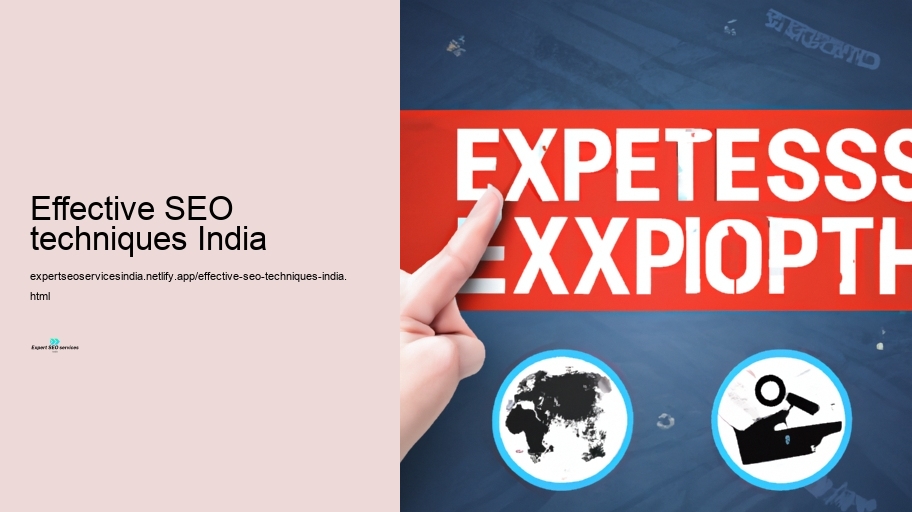 Effective SEO
techniques India
expertseoservicesindia.netlify.app/effective-seo-techniques-india.
html
Expert SEO services
EXPETESSS
EXXPIOPTH